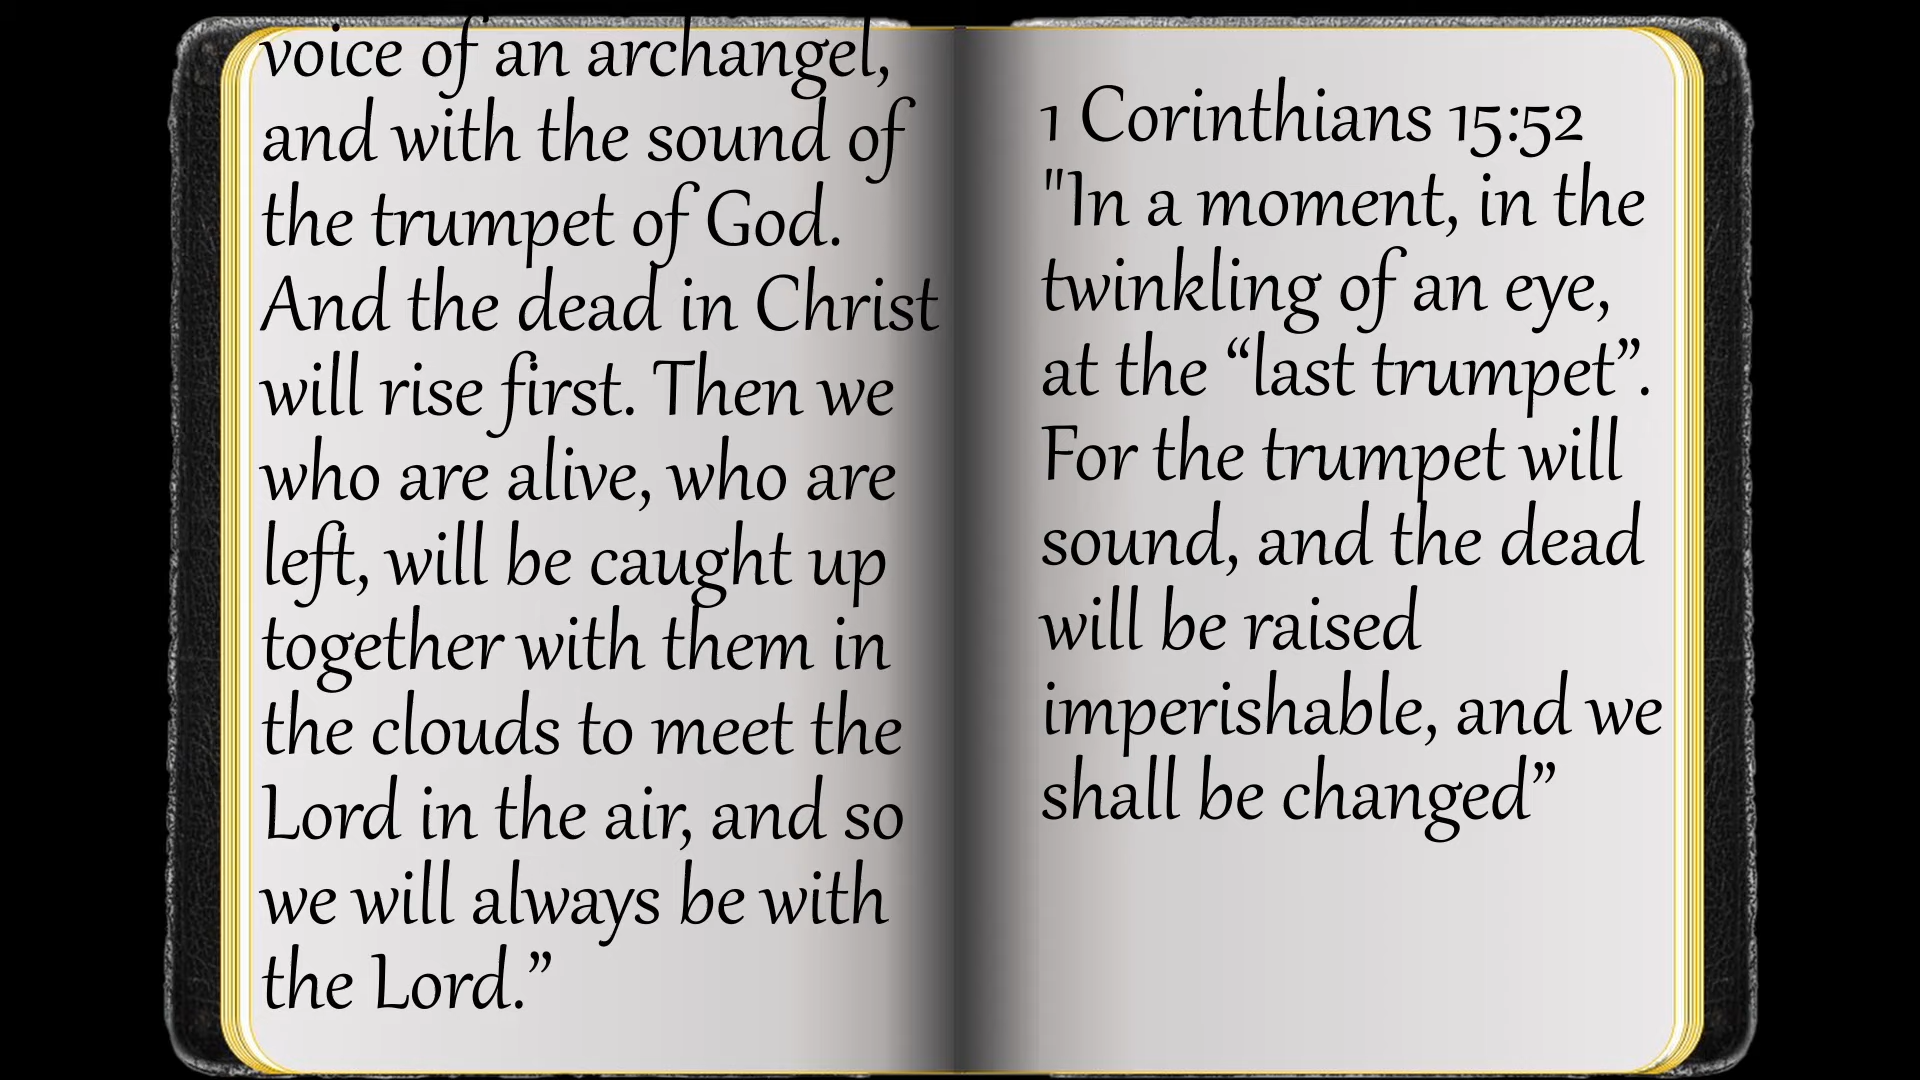 voice of an archangel,
and with the sound of
the trumpet of God.
And the dead in Christ
will rise first. Then we
who are alive, who are
left, will be caught up
together with them in
the clouds to meet the
Lord in the air, and so
we will always be with
the Lord.”
1 Corinthians 15:52
"In a moment, in the
twinkling of an eye,
at the “last trumpet”.
For the trumpet will
sound, and the dead
will be raised
imperishable, and we
shall be changed”